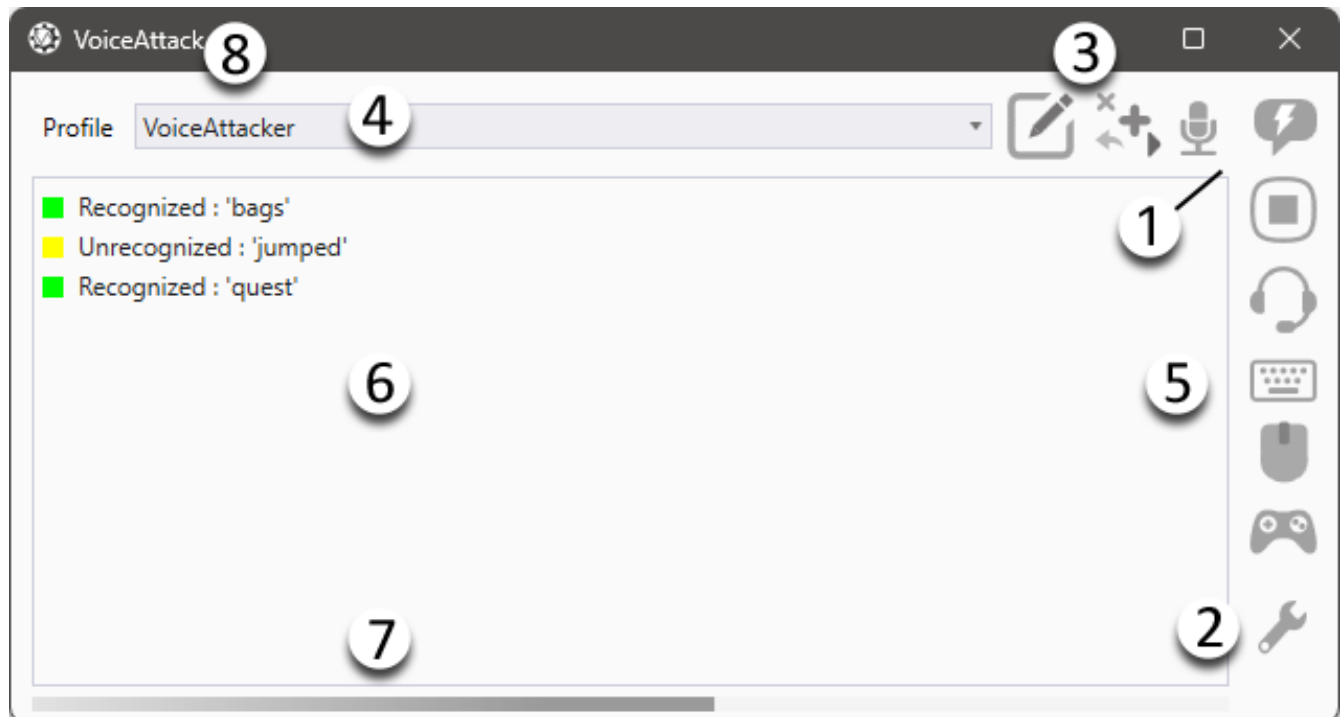 VoiceAttack
8
3
Profile
VoiceAttacker
4
1
Recognized : 'bags'
Unrecognized : 'jumped'
Recognized : 'quest'
6
5
2
7